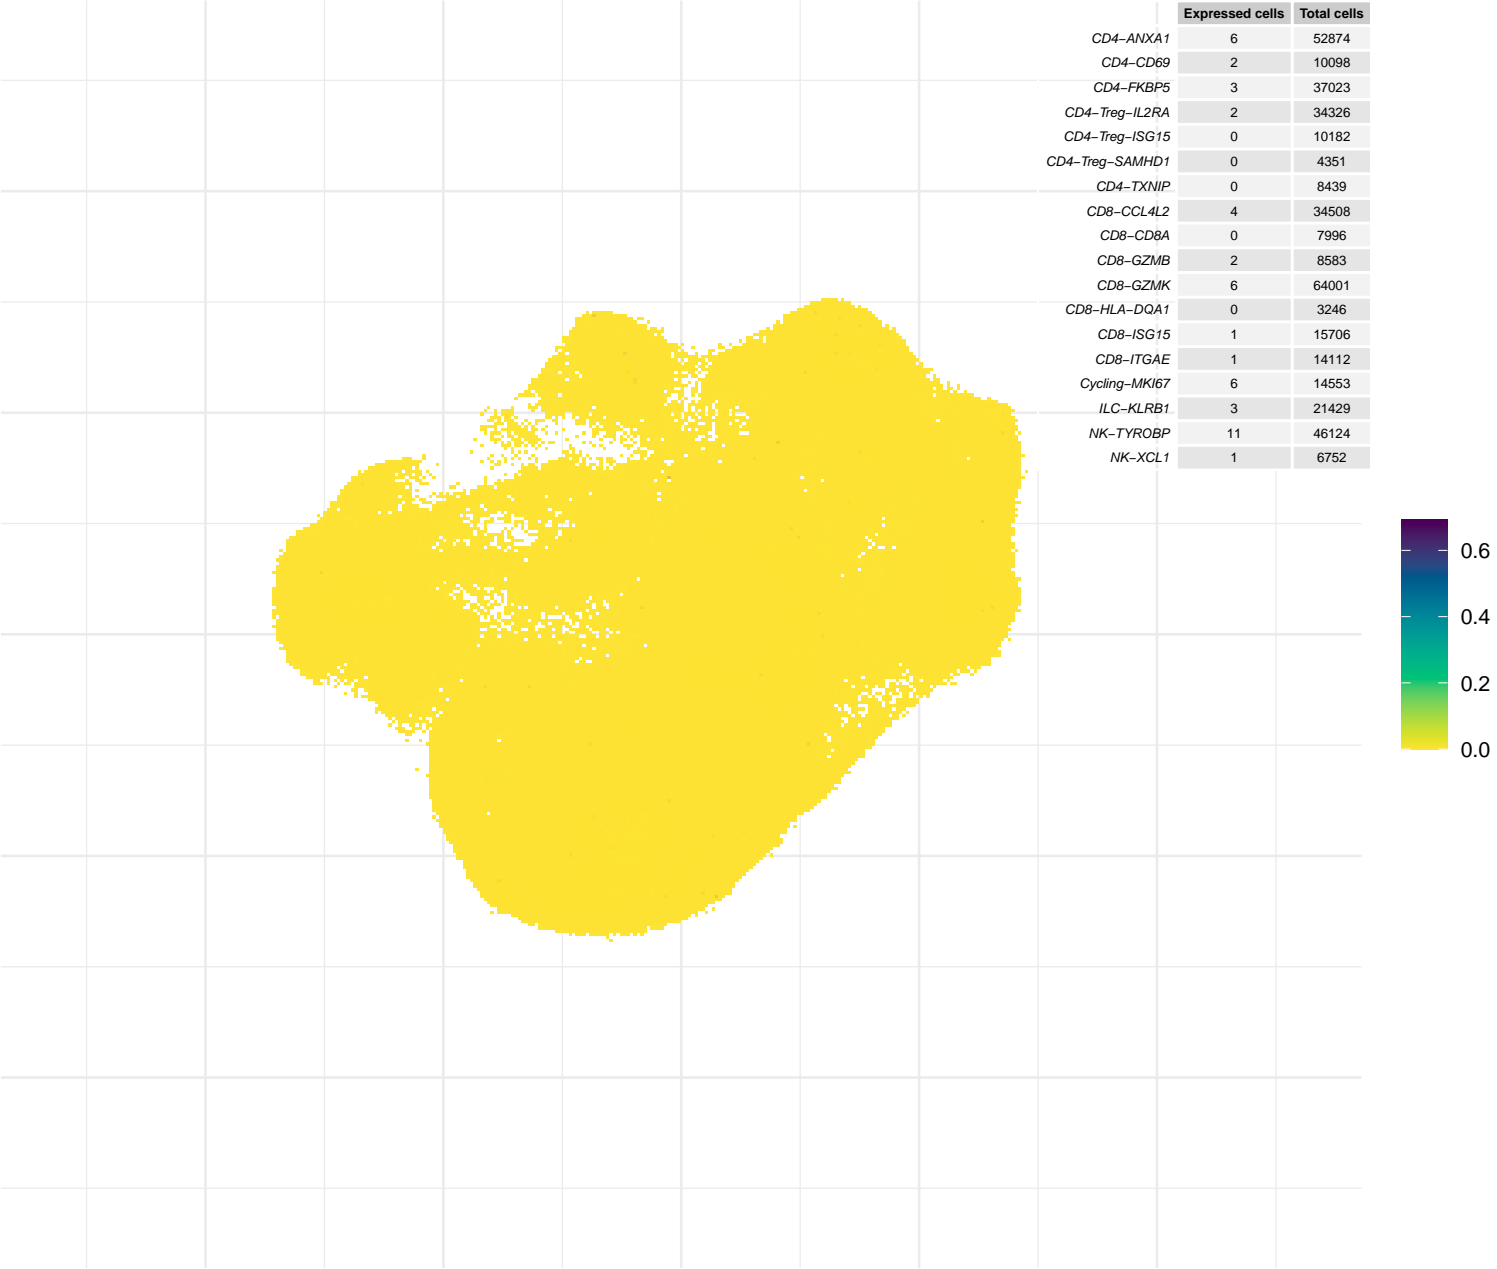 Expressed cells Total cells
CD4−ANXA1 6 52874
CD4−CD69 2 10098
CD4−FKBP5 3 37023
CD4−Treg−IL2RA 2 34326
CD4−Treg−ISG15 0 10182
CD4−Treg−SAMHD1 0 4351
CD4−TXNIP 0 8439
CD8−CCL4L2 4 34508
CD8−CD8A 0 7996
CD8−GZMB 2 8583
CD8−GZMK 6 64001
CD8−HLA−DQA1 0 3246
CD8−ISG15 1 15706
CD8−ITGAE 1 14112
Cycling−MKI67 6 14553
ILC−KLRB1 3 21429
NK−TYROBP 11 46124
NK−XCL1 1 6752
0.6
0.4
0.2
0.0